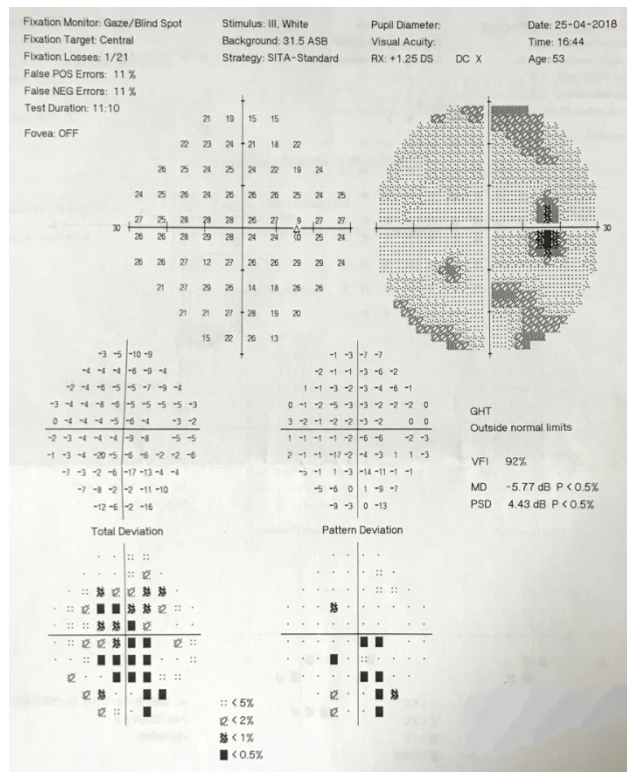 Fixation Monitor: Gaze/Blind Spot
Fixation Target: Central
Fixation Losses: 1/21
False POS Errors: 11 %
False NEG Errors: 11 %
Test Duration: 11:10
Fovea: OFF
Stimulus: III, White
Background: 31.5 ASB
Strategy: SITA-Standard
Pupil Diameter:
Visual Acuity:
RX: +1.25 DS DC X
Date: 25-04-2018
Time: 16:44
Age: 53
21 19 15 15
22 23 24 21 18 22
26 25 24 25 24 22 19 24
24 25 26 24 26 26 26 25 24 25
30 27 25 28 28 28 26 27 9 27 27 30
26 26 28 29 28 24 24 25 24
26 26 27 12 27 26 26 29 29 24
21 27 29 26 14 18 26 26
21 21 27 28 19 20
15 22 26 13
-3 -5 -10 -9
-4 -4 -4 -6 -9 -4
-2 -4 -6 -5 -5 -7 -9 -4
-3 -4 -4 -8 -6 -5 -5 -5 -5 -3
0 -4 -4 -4 -5 -6 -4 -3 -2
-2 -3 -4 -4 -4 -9 -8 -5 -5
-1 -3 -4 -20 -5 -6 -6 -2 -2 -6
-7 -3 -2 -6 -17 -13 -4 -4
-7 -8 -2 -2 -11 -10
-12 -6 -2 -16
Total Deviation
-1 -3 -7 -7
-2 -1 -1 -3 -6 -2
1 -1 -3 -2 -3 -4 -6 -1
0 -1 -2 -5 -3 -3 -2 -2 -2 0
3 -2 -1 -1 -2 -3 -2 0 0
1 -1 -1 -1 -2 -6 -6 -2 -3
2 -1 -1 -17 -2 -4 -3 1 1 -3
-5 -1 1 -3 -14 -11 -1 -1
-5 -6 0 1 -9 -7
-9 -3 0 -13
Pattern Deviation
GHT
Outside normal limits
VFI 92%
MD -5.77 dB P < 0.5%
PSD 4.43 dB P < 0.5%
< 5%
< 2%
< 1%
< 0.5%